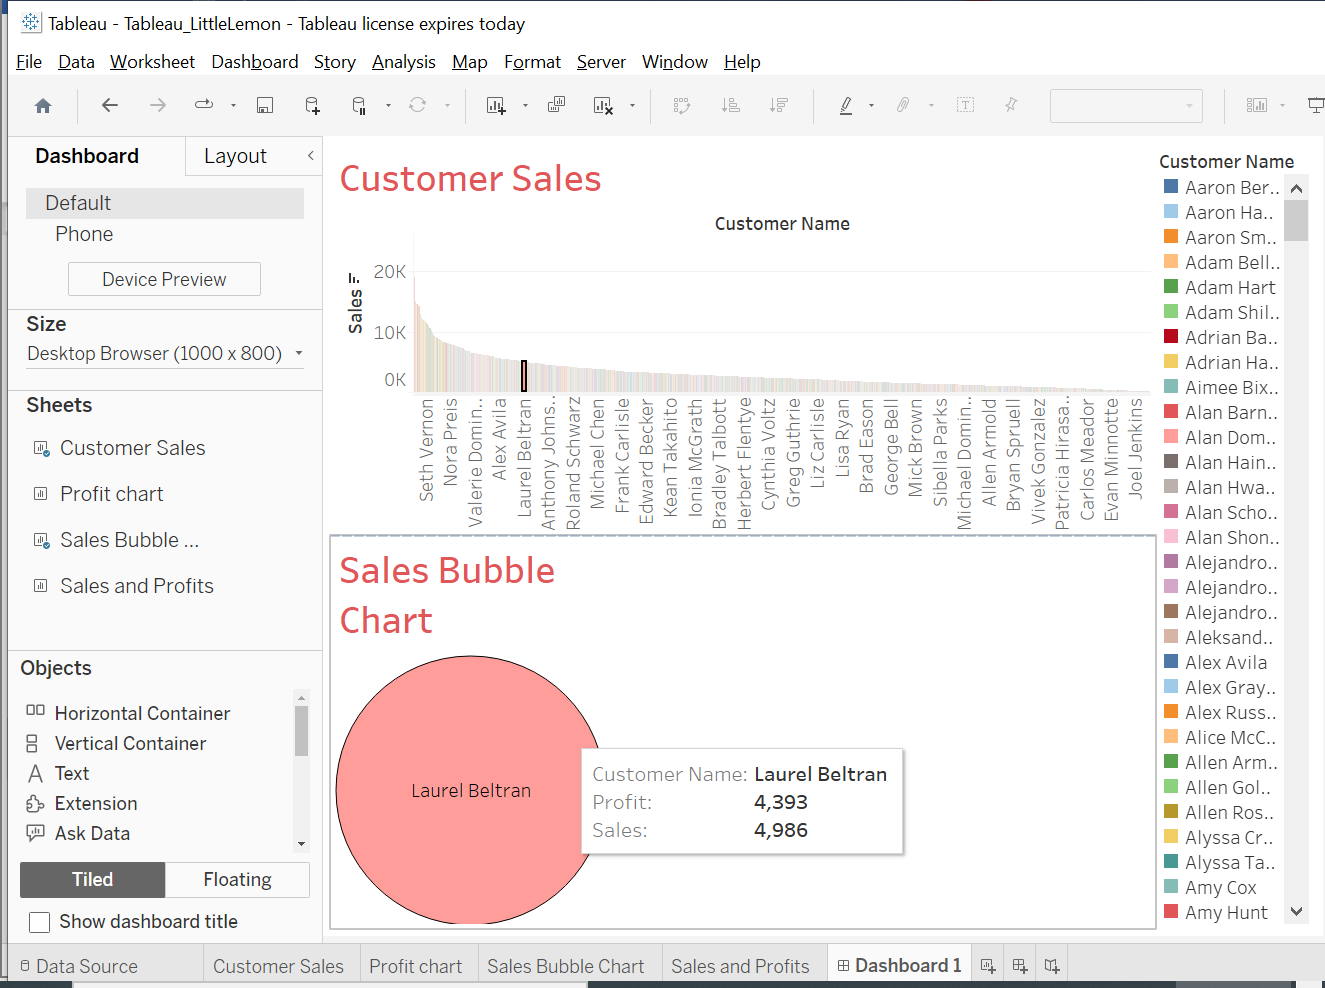 Tableau - Tableau_LittleLemon - Tableau license expires today
File Data Worksheet Dashboard Story Analysis Map Format Server Window Help
Dashboard Layout
Default
Phone
Device Preview
Size
Desktop Browser (1000 x 800)
Sheets
Customer Sales
Profit chart
Sales Bubble ...
Sales and Profits
Objects
Horizontal Container
Vertical Container
Text
Extension
Ask Data
Tiled Floating
Show dashboard title
Customer Sales
Customer Name
Sales
20K
10K
0K
Seth Vernon
Nora Preis
Valerie Domin..
Alex Avila
Laurel Beltran
Anthony Johns..
Roland Schwarz
Michael Chen
Frank Carlisle
Edward Becker
Kean Takahito
Ionia McGrath
Bradley Talbott
Herbert Flentye
Cynthia Voltz
Greg Guthrie
Liz Carlisle
Lisa Ryan
Brad Eason
George Bell
Mick Brown
Sibella Parks
Michael Domin..
Allen Armold
Bryan Spruell
Vivek Gonzalez
Patricia Hirasa..
Carlos Meador
Evan Minnotte
Joel Jenkins
Sales Bubble
Chart
Laurel Beltran
Customer Name: Laurel Beltran
Profit: 4,393
Sales: 4,986
Customer Name
Aaron Ber..
Aaron Ha..
Aaron Sm..
Adam Bell..
Adam Hart
Adam Shil..
Adrian Ba..
Adrian Ha..
Aimee Bix..
Alan Barn..
Alan Dom..
Alan Hain..
Alan Hwa..
Alan Scho..
Alan Shon..
Alejandro..
Alejandro..
Alejandro..
Aleksand..
Alex Avila
Alex Gray..
Alex Russ..
Alice McC..
Allen Arm..
Allen Gol..
Allen Ros..
Alyssa Cr..
Alyssa Ta..
Amy Cox
Amy Hunt
Data Source Customer Sales Profit chart Sales Bubble Chart Sales and Profits Dashboard 1